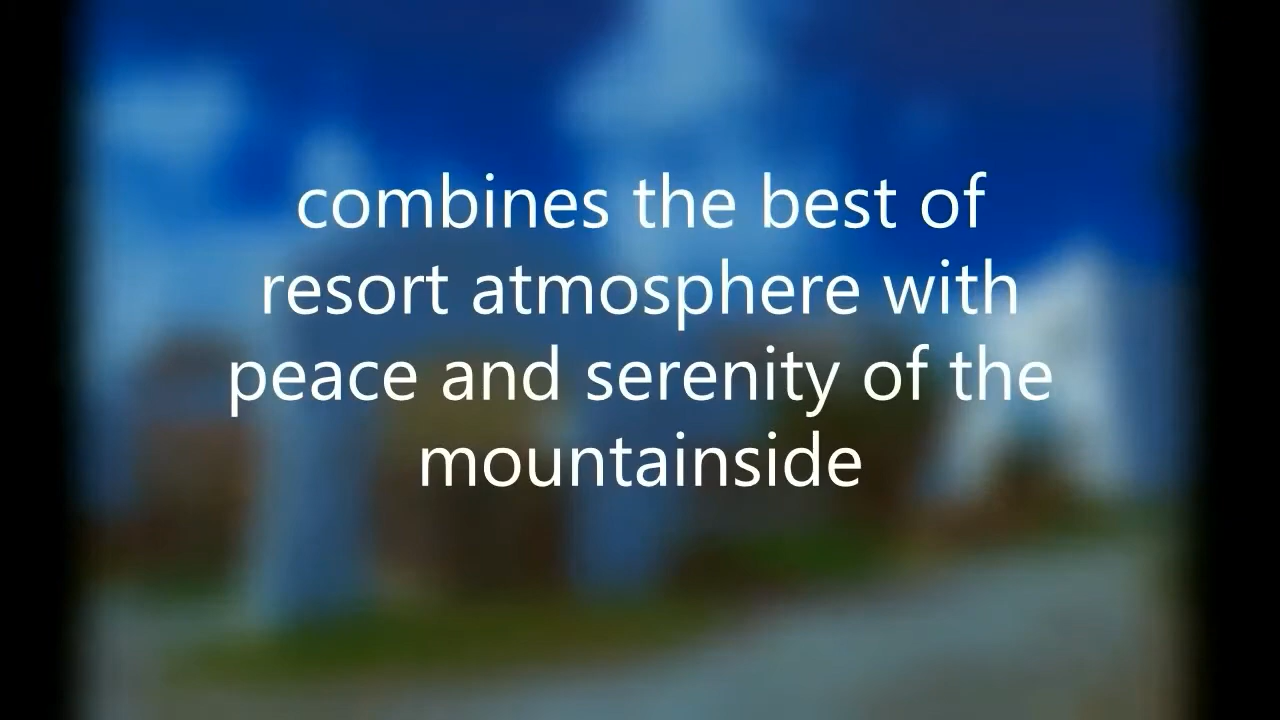 combines the best of
resort atmosphere with
peace and serenity of the
mountainside